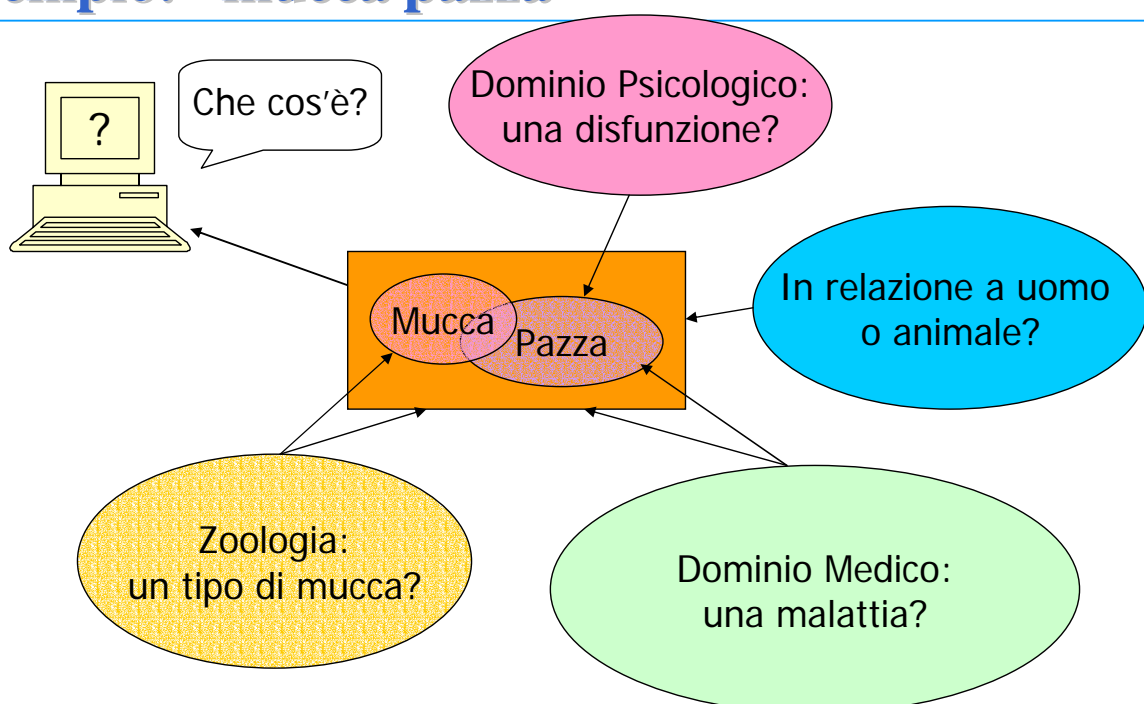 Che cos'è?
?
Dominio Psicologico:
una disfunzione?
In relazione a uomo
o animale?
Mucca
Pazza
Zoologia:
un tipo di mucca?
Dominio Medico:
una malattia?